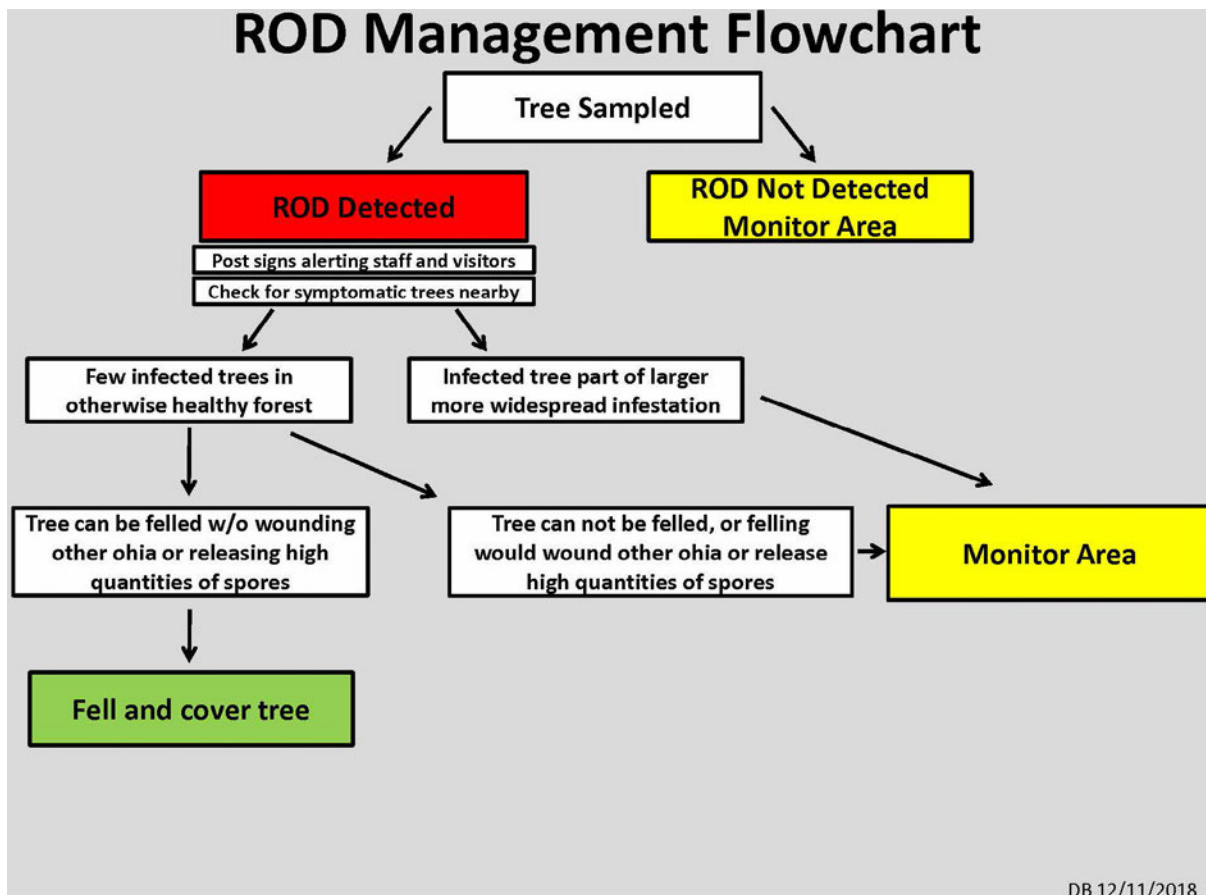 ROD Management Flowchart
Tree Sampled
ROD Detected
ROD Not Detected
Monitor Area
Post signs alerting staff and visitors
Check for symptomatic trees nearby
Few infected trees in
otherwise healthy forest
Infected tree part of larger
more widespread infestation
Tree can be felled w/o wounding
other ohia or releasing high
quantities of spores
Tree can not be felled, or felling
would wound other ohia or release
high quantities of spores
Monitor Area
Fell and cover tree
DB 12/11/2018